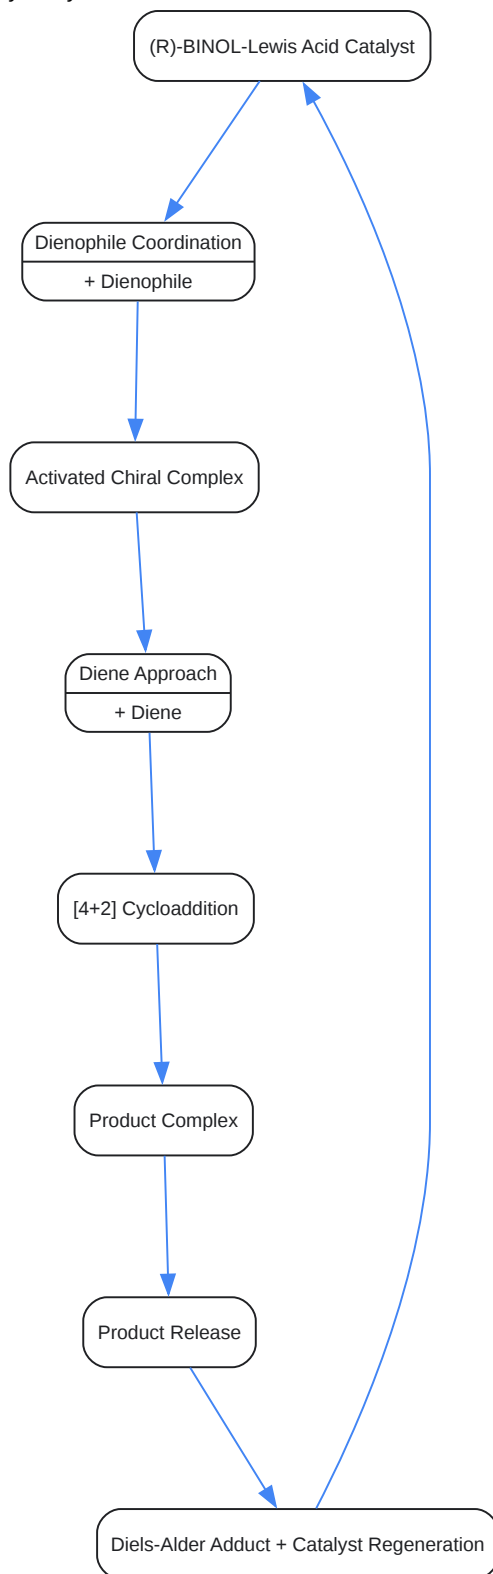 (R)-BINOL-Lewis Acid Catalyst
Dienophile Coordination
+ Dienophile
Activated Chiral Complex
Diene Approach
+ Diene
[4+2] Cycloaddition
Product Complex
Product Release
Diels-Alder Adduct + Catalyst Regeneration